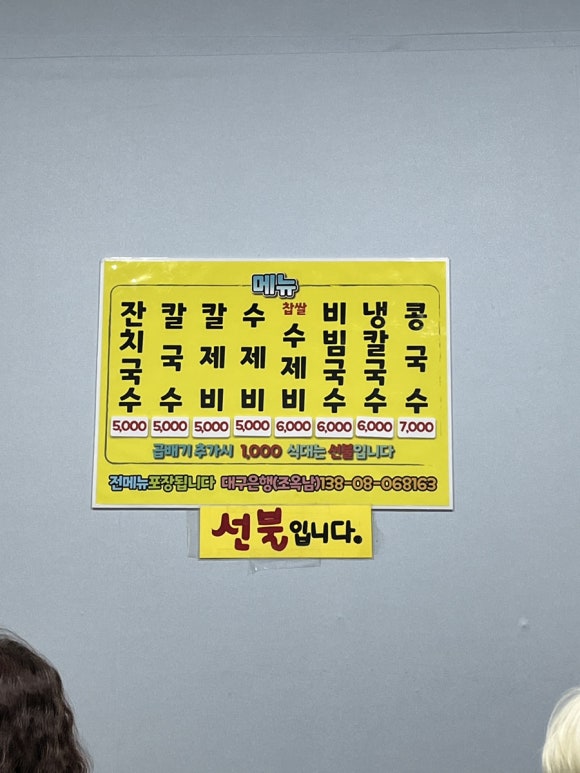 메뉴
잔치국수 5,000
칼국수 5,000
칼제비 5,000
수제비 5,000
찹쌀수제비 6,000
비빔국수 6,000
냉칼국수 6,000
콩국수 7,000
곱배기 추가시 1,000 식대는 선불입니다
전메뉴포장됩니다 대구은행(조옥남)138-08-068163
선불입니다.